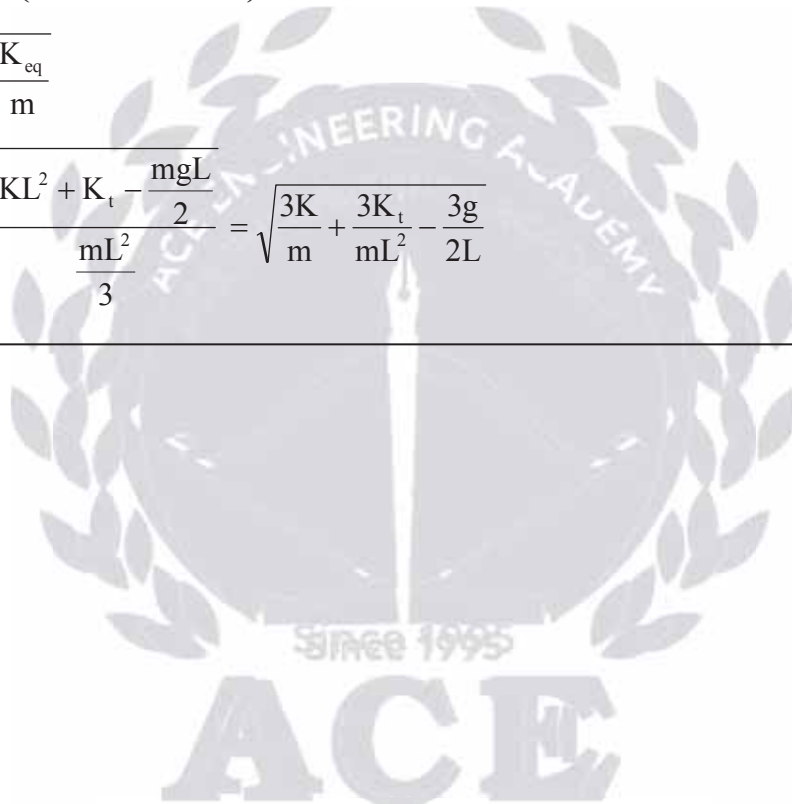 K_eq
m
KL² + K_t − mgL/2
mL²/3
= √(3K/m + 3K_t/mL² − 3g/2L)
ACE ENGINEERING ACADEMY
Since 1995
ACE